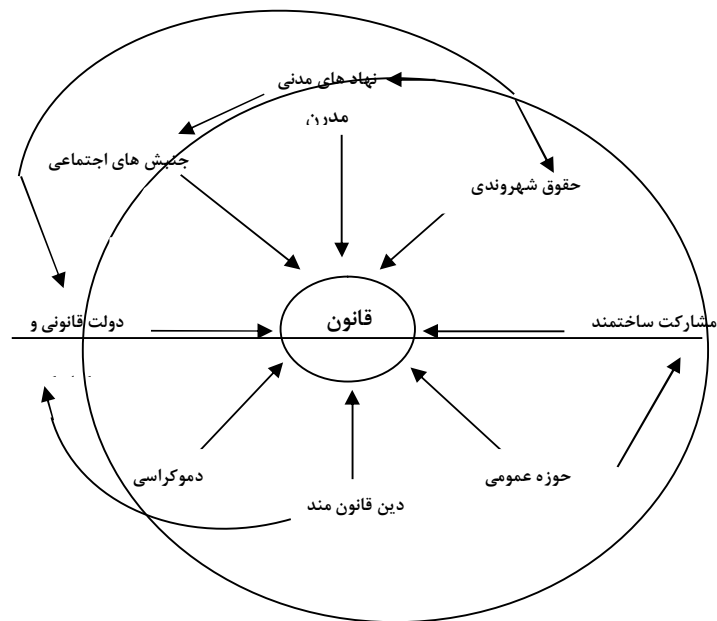 نهاد های مدنی
مدرن
جنبش های اجتماعی
حقوق شهروندی
دولت قانونی و
قانون
مشارکت ساختمند
دموکراسی
حوزه عمومی
دین قانون مند